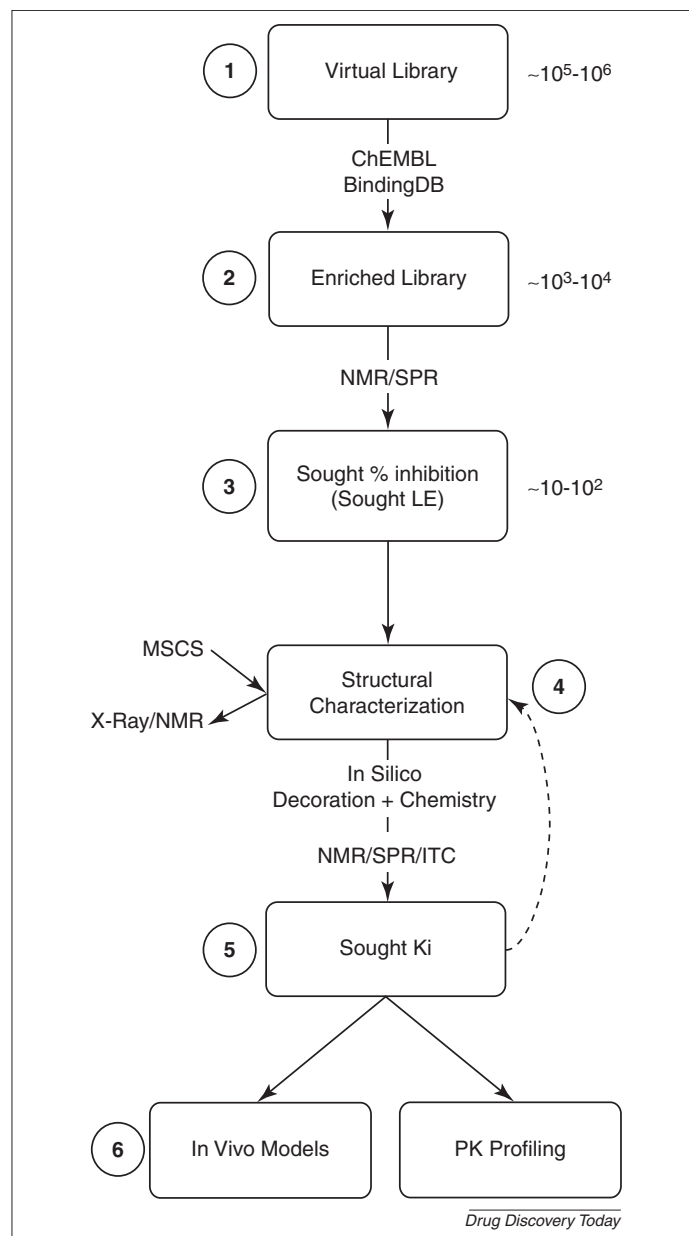 1
Virtual Library
~10⁵-10⁶
ChEMBL
BindingDB
2
Enriched Library
~10³-10⁴
NMR/SPR
3
Sought % inhibition
(Sought LE)
~10-10²
MSCS
X-Ray/NMR
Structural
Characterization
4
In Silico
Decoration + Chemistry
NMR/SPR/ITC
5
Sought Ki
6
In Vivo Models
PK Profiling
Drug Discovery Today